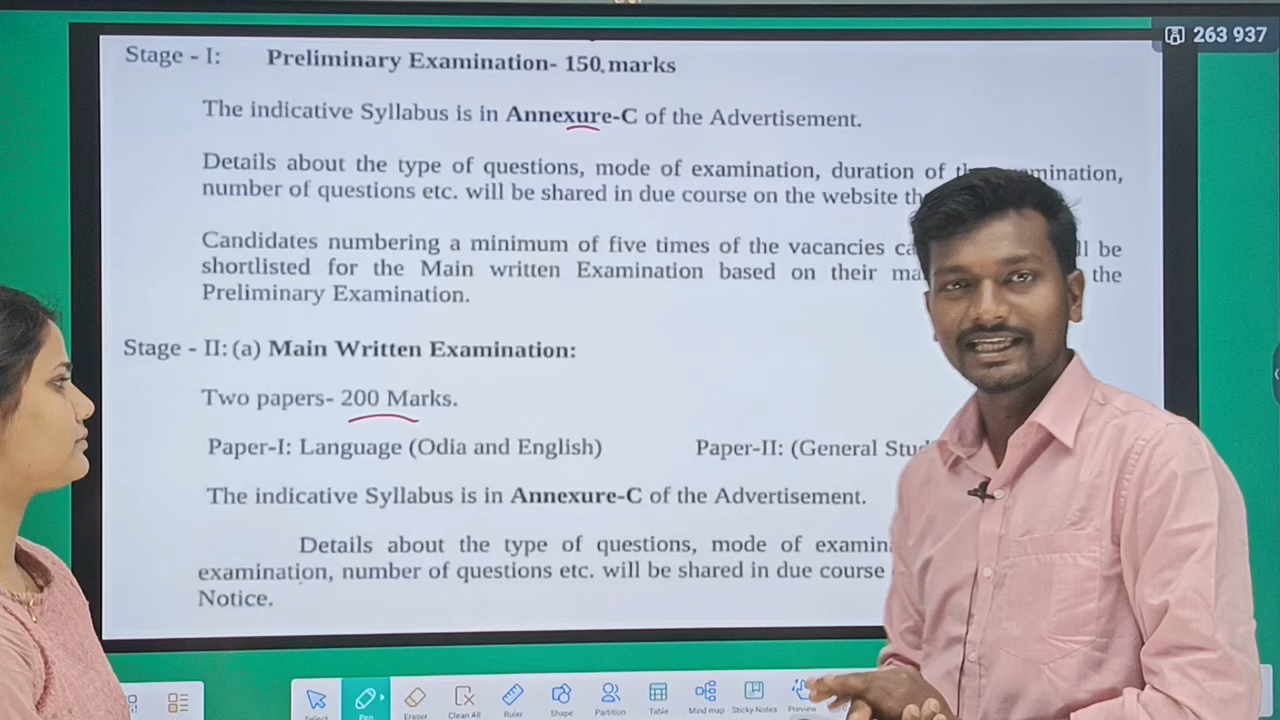 263 937
Stage - I: Preliminary Examination- 150 marks
The indicative Syllabus is in Annexure-C of the Advertisement.
Details about the type of questions, mode of examination, duration of
number of questions etc. will be shared in due course on the website
Candidates numbering a minimum of five times of the vacancies be
shortlisted for the Main written Examination based on their the
Preliminary Examination.
Stage - II: (a) Main Written Examination:
Two papers- 200 Marks.
Paper-I: Language (Odia and English) Paper-II: (General
The indicative Syllabus is in Annexure-C of the Advertisement.
Details about the type of questions, mode of
examination, number of questions etc. will be shared in due course
Notice.
Select Pen Eraser Clean All Ruler Shape Partition Table Mind map Sticky Notes Preview